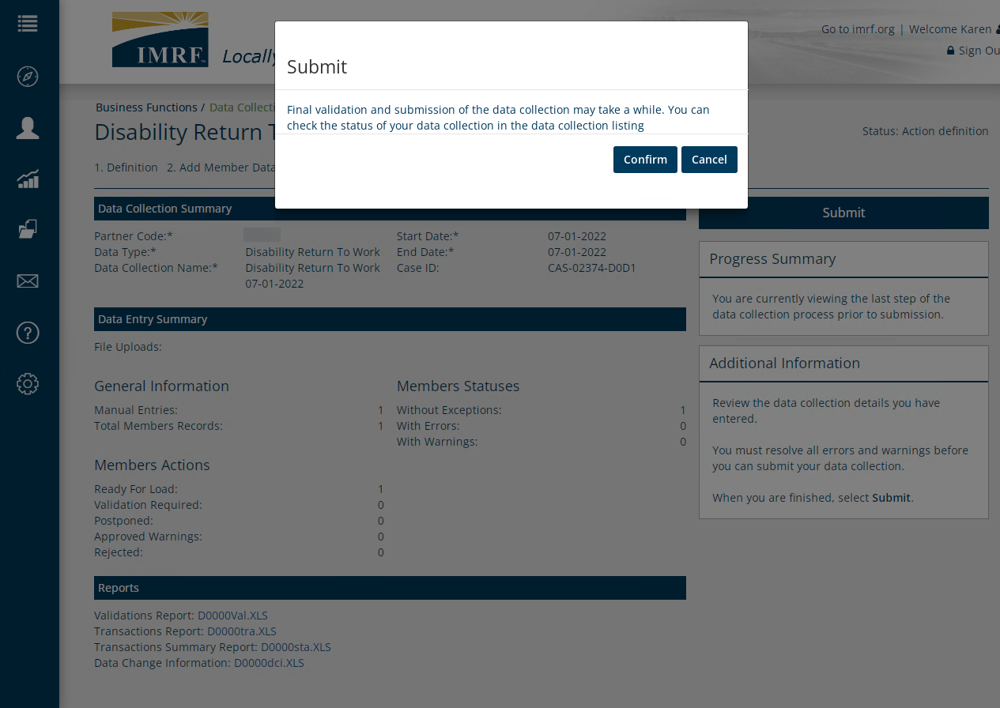 IMRF™
Locally
Go to imrf.org | Welcome Karen
Sign Ou
Submit
Final validation and submission of the data collection may take a while. You can
check the status of your data collection in the data collection listing
Confirm Cancel
Business Functions / Data Collecti
Disability Return T
Status: Action definition
1. Definition 2. Add Member Data
Data Collection Summary
Partner Code:*
Start Date:* 07-01-2022
Data Type:* Disability Return To Work
End Date:* 07-01-2022
Data Collection Name:* Disability Return To Work
07-01-2022
Case ID: CAS-02374-D0D1
Data Entry Summary
File Uploads:
General Information
Manual Entries: 1
Total Members Records: 1
Members Statuses
Without Exceptions: 1
With Errors: 0
With Warnings: 0
Members Actions
Ready For Load: 1
Validation Required: 0
Postponed: 0
Approved Warnings: 0
Rejected: 0
Reports
Validations Report: D0000Val.XLS
Transactions Report: D0000tra.XLS
Transactions Summary Report: D0000sta.XLS
Data Change Information: D0000dci.XLS
Submit
Progress Summary
You are currently viewing the last step of the
data collection process prior to submission.
Additional Information
Review the data collection details you have
entered.
You must resolve all errors and warnings before
you can submit your data collection.
When you are finished, select Submit.